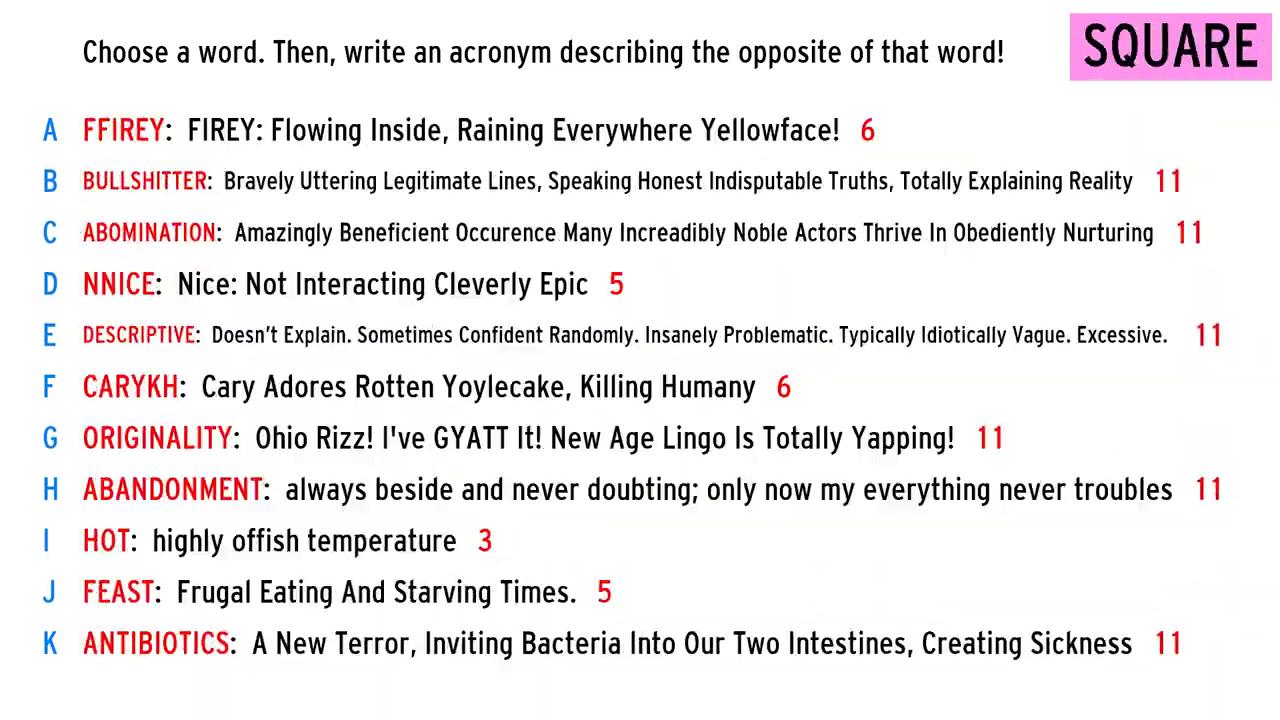 Choose a word. Then, write an acronym describing the opposite of that word!
SQUARE
A FFIREY: FIREY: Flowing Inside, Raining Everywhere Yellowface! 6
B BULLSHITTER: Bravely Uttering Legitimate Lines, Speaking Honest Indisputable Truths, Totally Explaining Reality 11
C ABOMINATION: Amazingly Beneficient Occurence Many Increadibly Noble Actors Thrive In Obediently Nurturing 11
D NNICE: Nice: Not Interacting Cleverly Epic 5
E DESCRIPTIVE: Doesn't Explain. Sometimes Confident Randomly. Insanely Problematic. Typically Idiotically Vague. Excessive. 11
F CARYKH: Cary Adores Rotten Yoylecake, Killing Humany 6
G ORIGINALITY: Ohio Rizz! I've GYATT It! New Age Lingo Is Totally Yapping! 11
H ABANDONMENT: always beside and never doubting; only now my everything never troubles 11
I HOT: highly offish temperature 3
J FEAST: Frugal Eating And Starving Times. 5
K ANTIBIOTICS: A New Terror, Inviting Bacteria Into Our Two Intestines, Creating Sickness 11